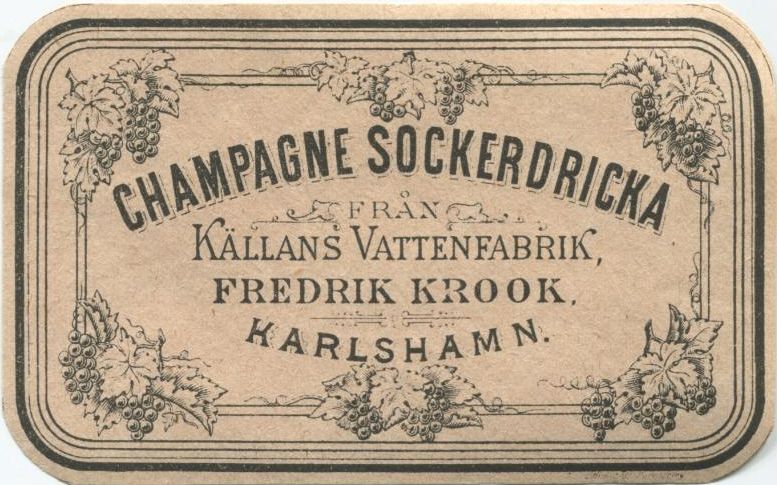 CHAMPAGNE SOCKERDRICKA
FRÅN
KÄLLANS VATTENFABRIK,
FREDRIK KROOK.
KARLSHAMN.